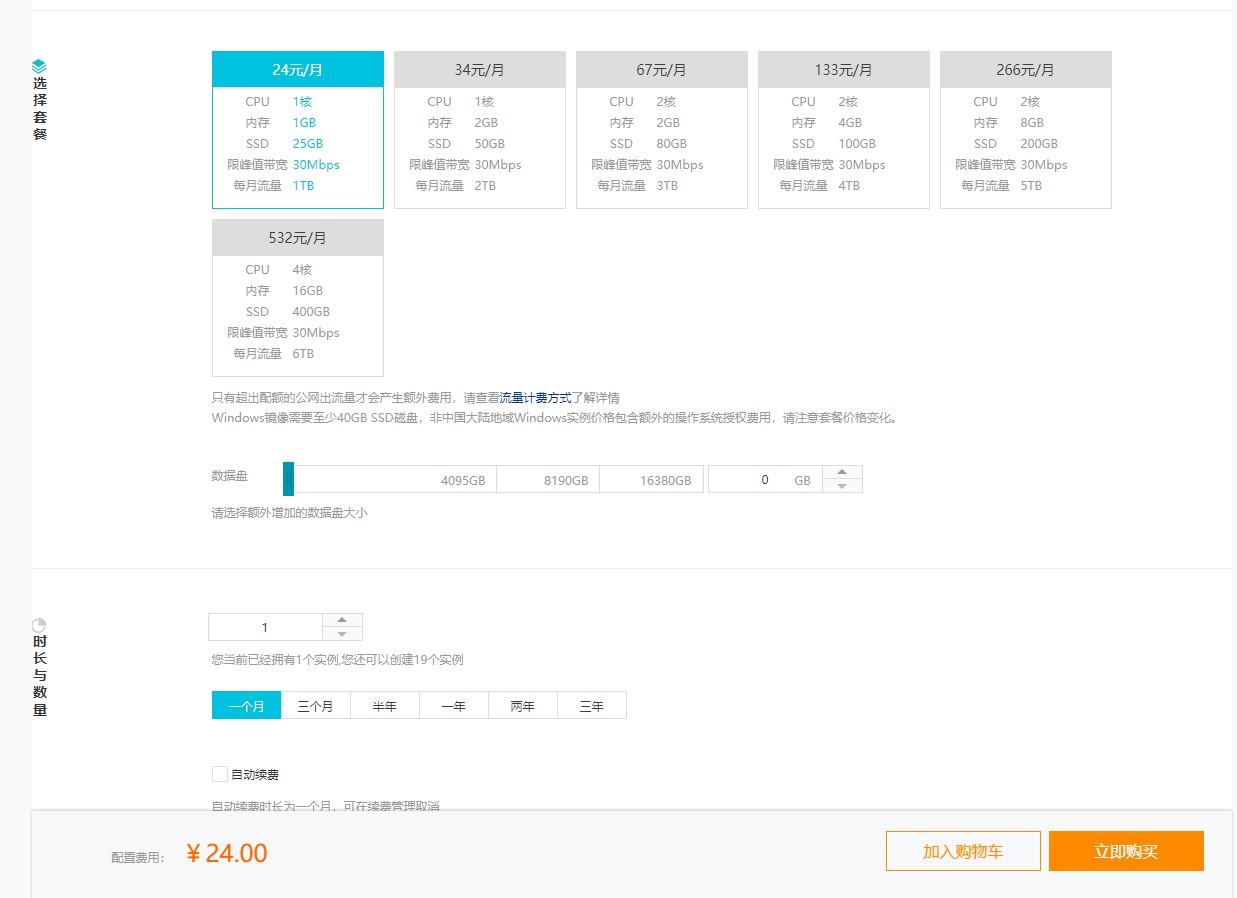 选择套餐
24元/月
CPU 1核
内存 1GB
SSD 25GB
限峰值带宽 30Mbps
每月流量 1TB
34元/月
CPU 1核
内存 2GB
SSD 50GB
限峰值带宽 30Mbps
每月流量 2TB
67元/月
CPU 2核
内存 2GB
SSD 80GB
限峰值带宽 30Mbps
每月流量 3TB
133元/月
CPU 2核
内存 4GB
SSD 100GB
限峰值带宽 30Mbps
每月流量 4TB
266元/月
CPU 2核
内存 8GB
SSD 200GB
限峰值带宽 30Mbps
每月流量 5TB
532元/月
CPU 4核
内存 16GB
SSD 400GB
限峰值带宽 30Mbps
每月流量 6TB
只有超出配额的公网出流量才会产生额外费用，请查看流量计费方式了解详情
Windows镜像需要至少40GB SSD磁盘，非中国大陆地域Windows实例价格包含额外的操作系统授权费用，请注意套餐价格变化。
数据盘 4095GB 8190GB 16380GB 0 GB
请选择额外增加的数据盘大小
时长与数量
1
您当前已经拥有1个实例,您还可以创建19个实例
一个月 三个月 半年 一年 两年 三年
自动续费
自动续费时长为一个月，可在续费管理取消
配置费用： ¥ 24.00 加入购物车 立即购买